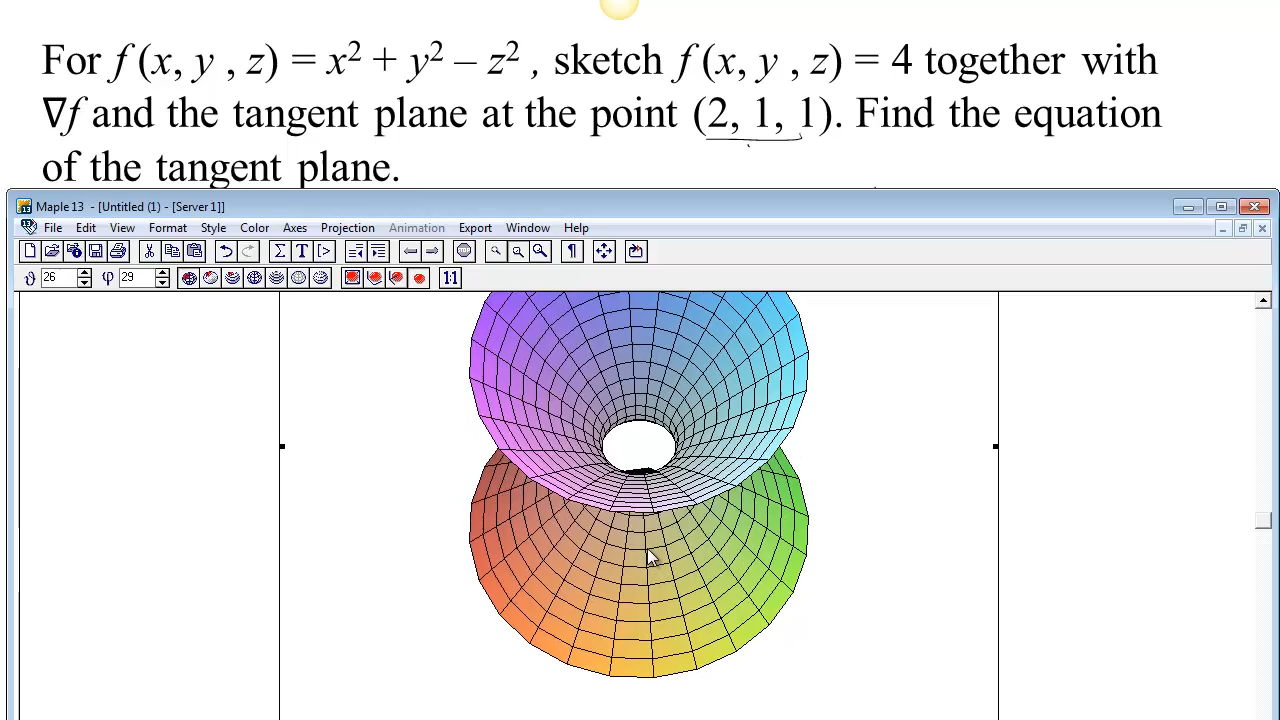 For f (x, y , z) = x² + y² – z² , sketch f (x, y , z) = 4 together with
∇f and the tangent plane at the point (2, 1, 1). Find the equation
of the tangent plane.
Maple 13 - [Untitled (1) - [Server 1]]
File Edit View Format Style Color Axes Projection Animation Export Window Help
Σ T [> ¶
ϑ 26 φ 29 1:1